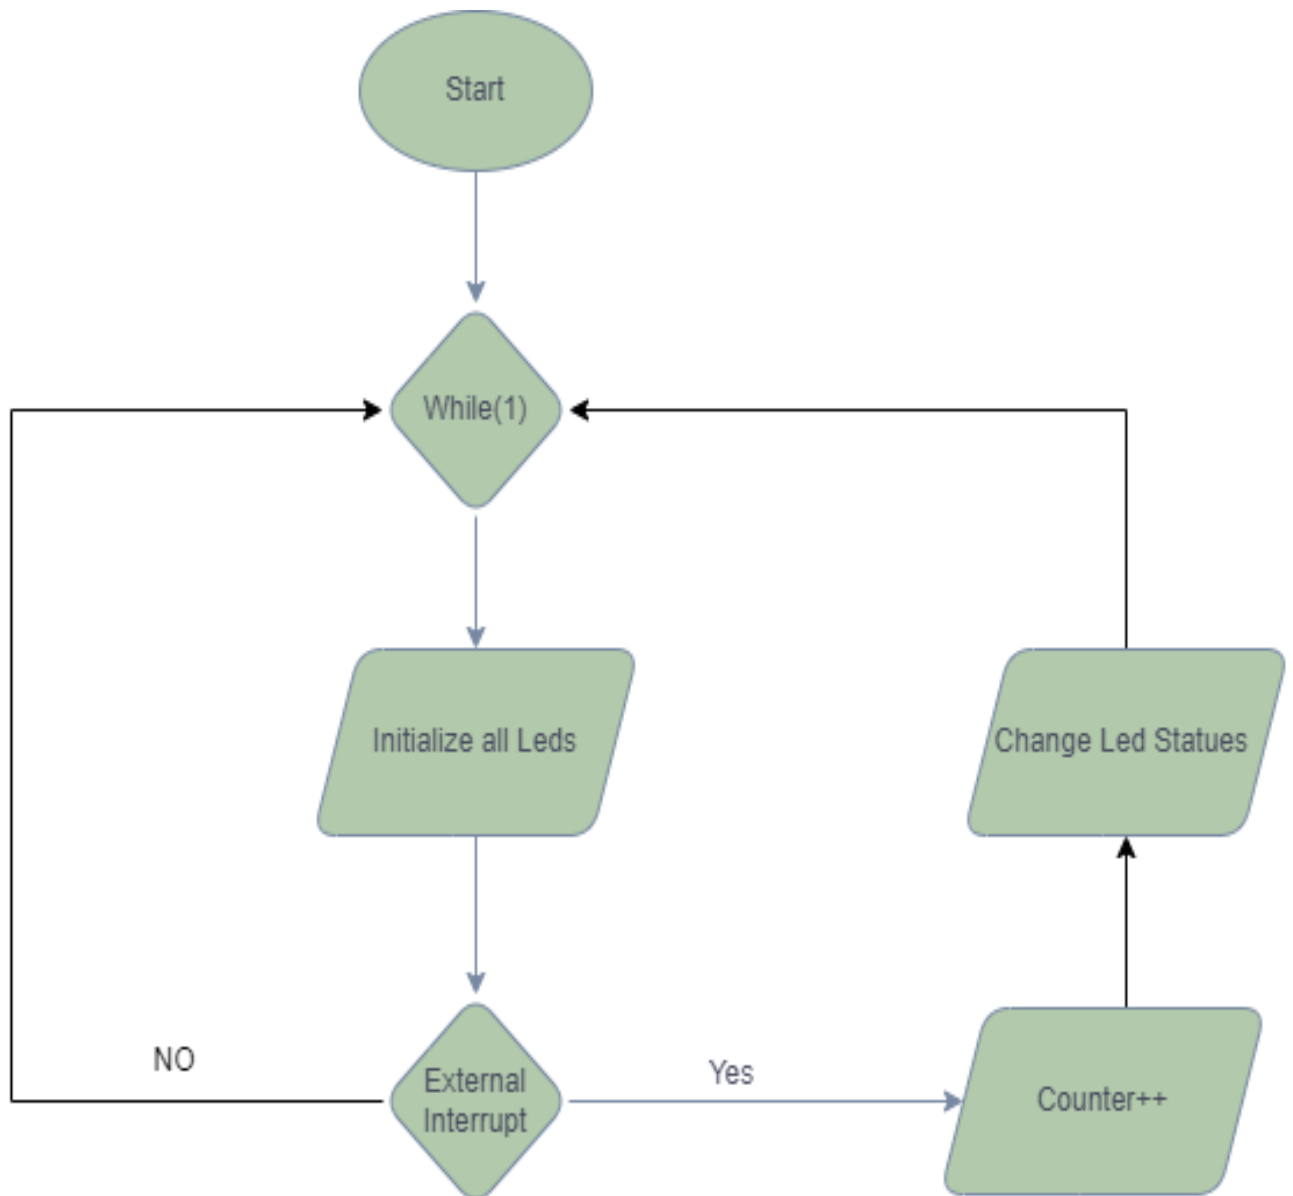 Start
While(1)
Initialize all Leds
Change Led Statues
NO
Yes
External
Interrupt
Counter++